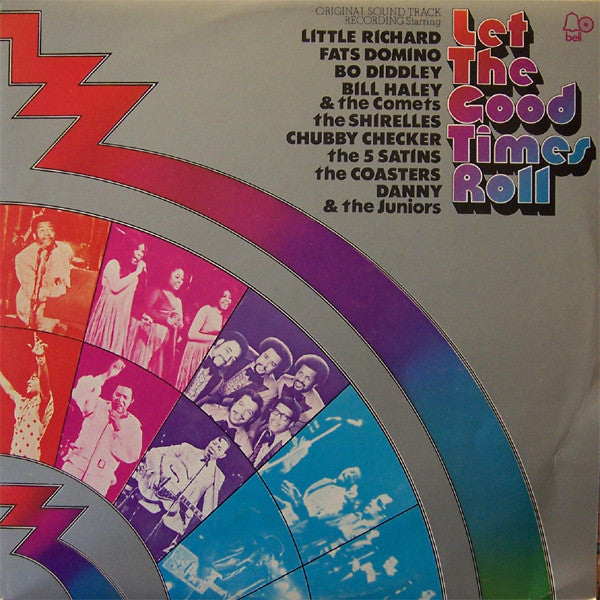 ORIGINAL SOUND TRACK
RECORDING Starring
LITTLE RICHARD
FATS DOMINO
BO DIDDLEY
BILL HALEY
& the Comets
the SHIRELLES
CHUBBY CHECKER
the 5 SATINS
the COASTERS
DANNY
& the Juniors
Let
The
Good
Times
Roll
bell